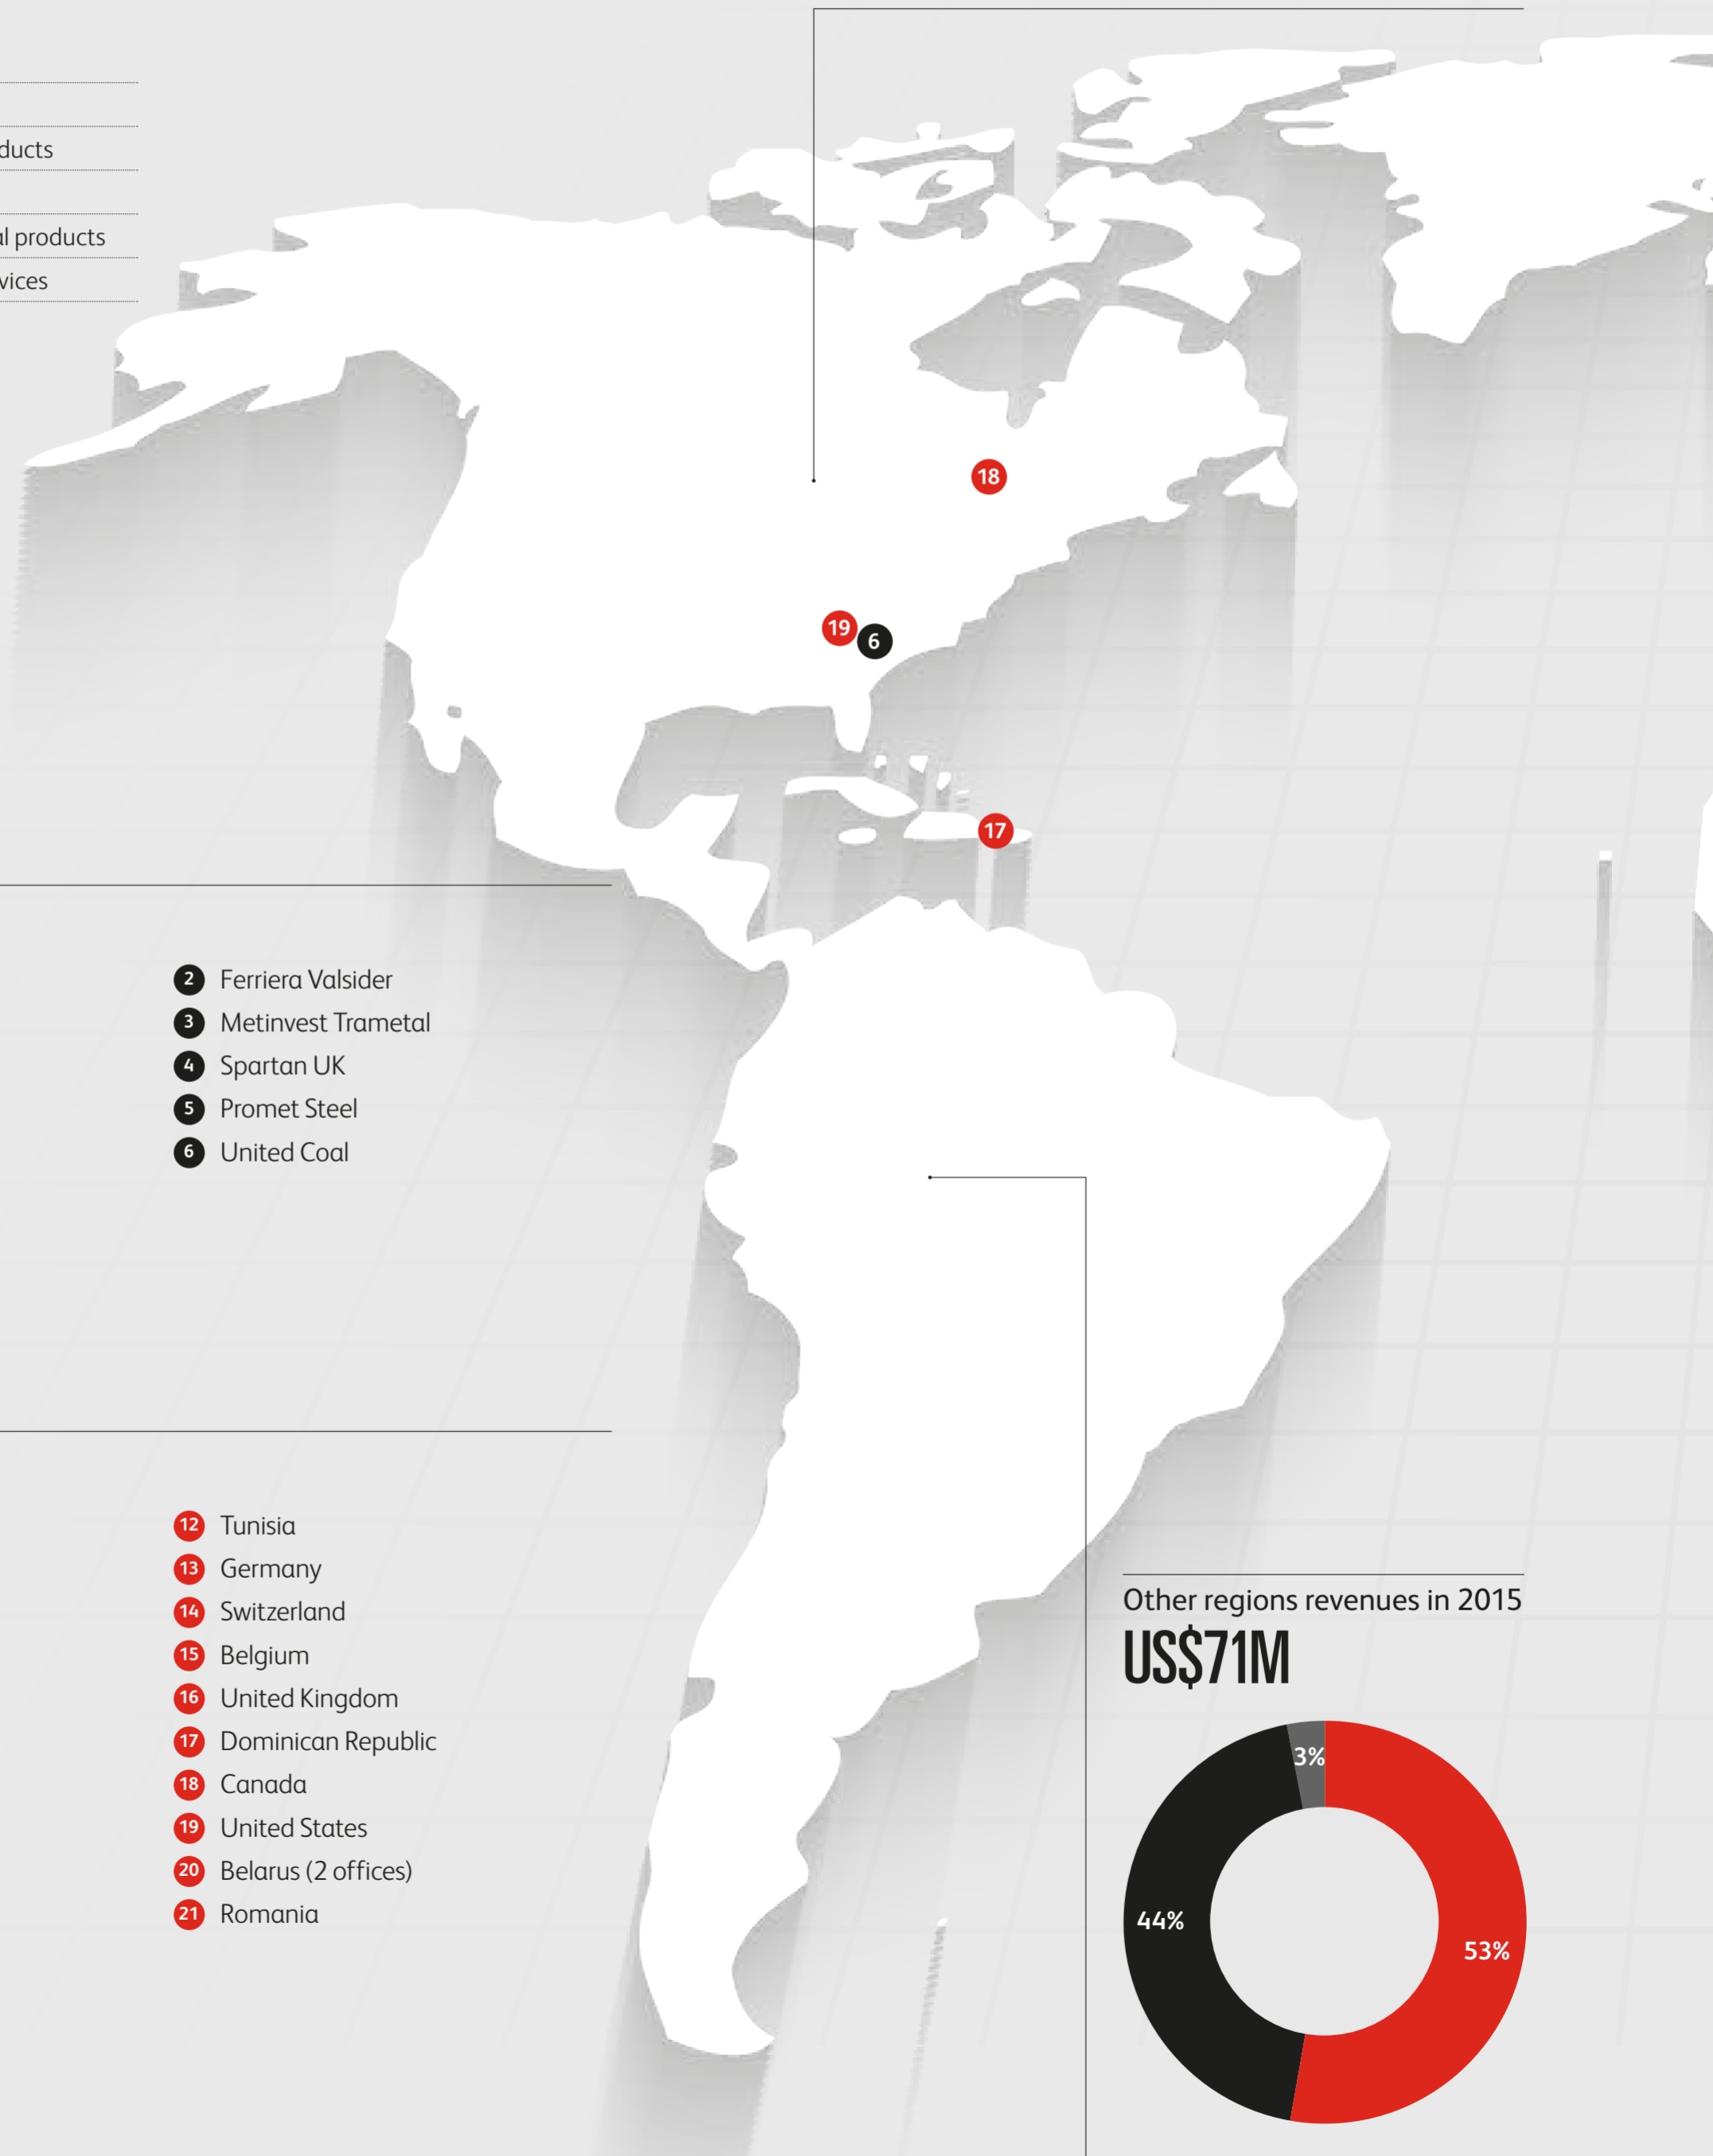 ducts
al products
vices
18
19
6
17
2 Ferriera Valsider
3 Metinvest Trametal
4 Spartan UK
5 Promet Steel
6 United Coal
12 Tunisia
13 Germany
14 Switzerland
15 Belgium
16 United Kingdom
17 Dominican Republic
18 Canada
19 United States
20 Belarus (2 offices)
21 Romania
Other regions revenues in 2015
US$71M
3%
44%
53%